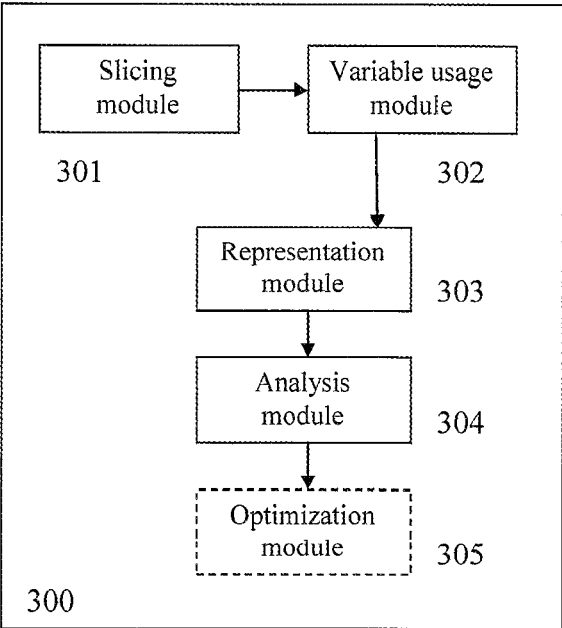 Slicing
module
Variable usage
module
301
302
Representation
module
303
Analysis
module
304
Optimization
module
305
300